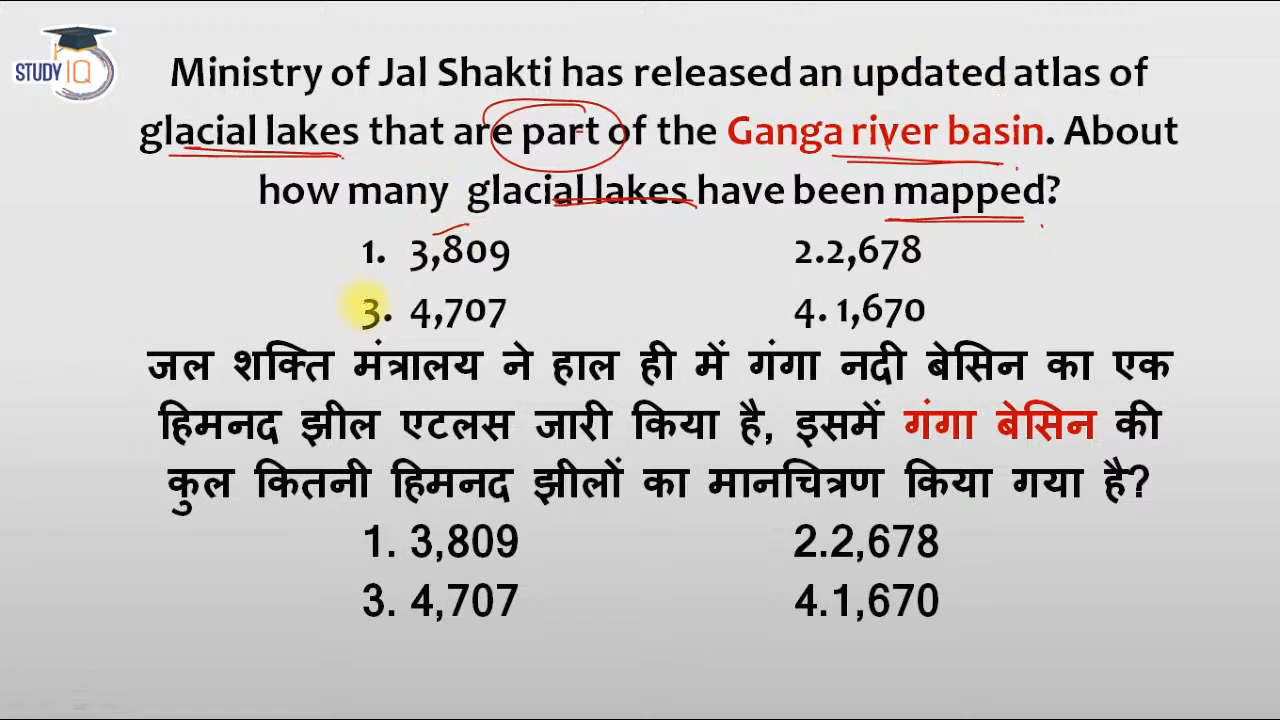 STUDY IQ
Ministry of Jal Shakti has released an updated atlas of
glacial lakes that are part of the Ganga river basin. About
how many glacial lakes have been mapped?
1. 3,809 2.2,678
3. 4,707 4. 1,670
जल शक्ति मंत्रालय ने हाल ही में गंगा नदी बेसिन का एक
हिमनद झील एटलस जारी किया है, इसमें गंगा बेसिन की
कुल कितनी हिमनद झीलों का मानचित्रण किया गया है?
1. 3,809 2.2,678
3. 4,707 4.1,670